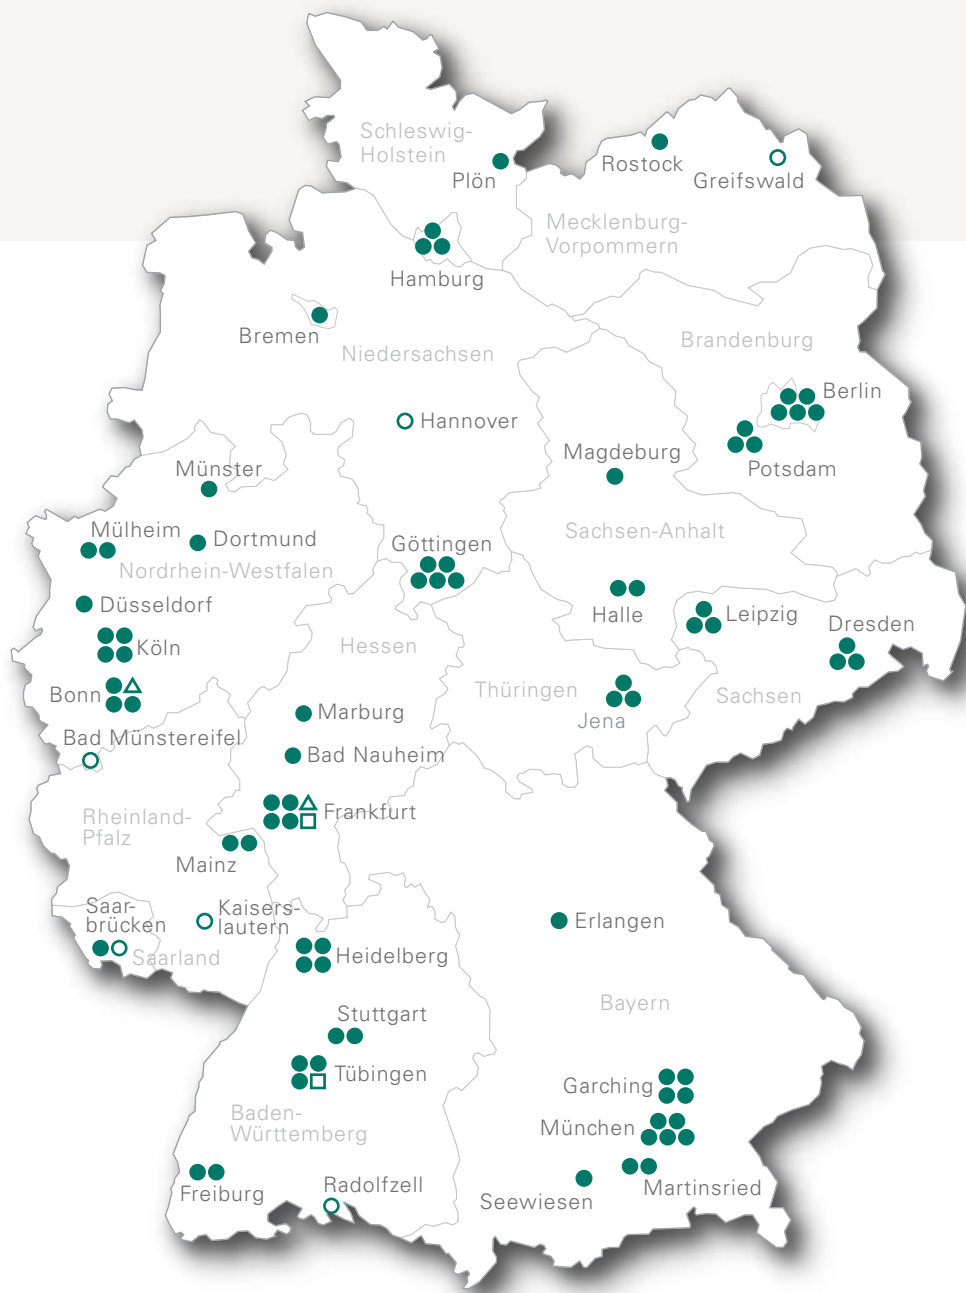 Schleswig-
Holstein
Plön
Rostock
Greifswald
Mecklenburg-
Vorpommern
Hamburg
Bremen
Niedersachsen
Brandenburg
Berlin
Hannover
Potsdam
Magdeburg
Münster
Sachsen-Anhalt
Mülheim
Dortmund
Göttingen
Nordrhein-Westfalen
Düsseldorf
Halle
Leipzig
Dresden
Köln
Hessen
Bonn
Thüringen
Sachsen
Marburg
Jena
Bad Münstereifel
Bad Nauheim
Rheinland-
Pfalz
Frankfurt
Mainz
Saar-
brücken
Kaisers-
lautern
Erlangen
Saarland
Heidelberg
Bayern
Stuttgart
Tübingen
Garching
Baden-
Württemberg
München
Freiburg
Radolfzell
Seewiesen
Martinsried